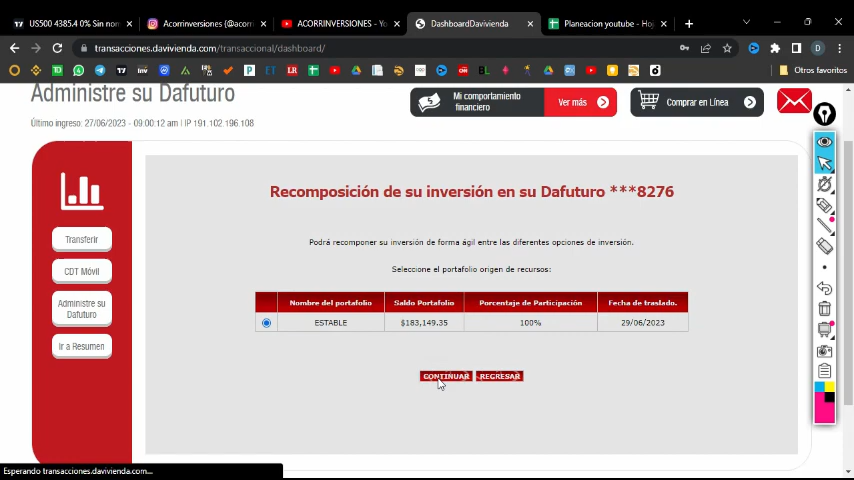 US500 4385.4 0% Sin nom
Acorrinversiones (@acorri
ACORRINVERSIONES - Yo
DashboardDavivienda
Planeacion youtube - Hoj
transacciones.davivienda.com/transaccional/dashboard/
Otros favoritos
Administre su Dafuturo
Último ingreso: 27/06/2023 - 09:00:12 am | IP 191.102.196.108
Mi comportamiento
financiero
Ver más
Comprar en Línea
Transferir
CDT Móvil
Administre su
Dafuturo
Ir a Resumen
Recomposición de su inversión en su Dafuturo ***8276
Podrá recomponer su inversión de forma ágil entre las diferentes opciones de inversión.
Seleccione el portafolio origen de recursos:
Nombre del portafolio Saldo Portafolio Porcentaje de Participación Fecha de traslado.
ESTABLE $183,149.35 100% 29/06/2023
CONTINUAR REGRESAR
Esperando transacciones.davivienda.com...